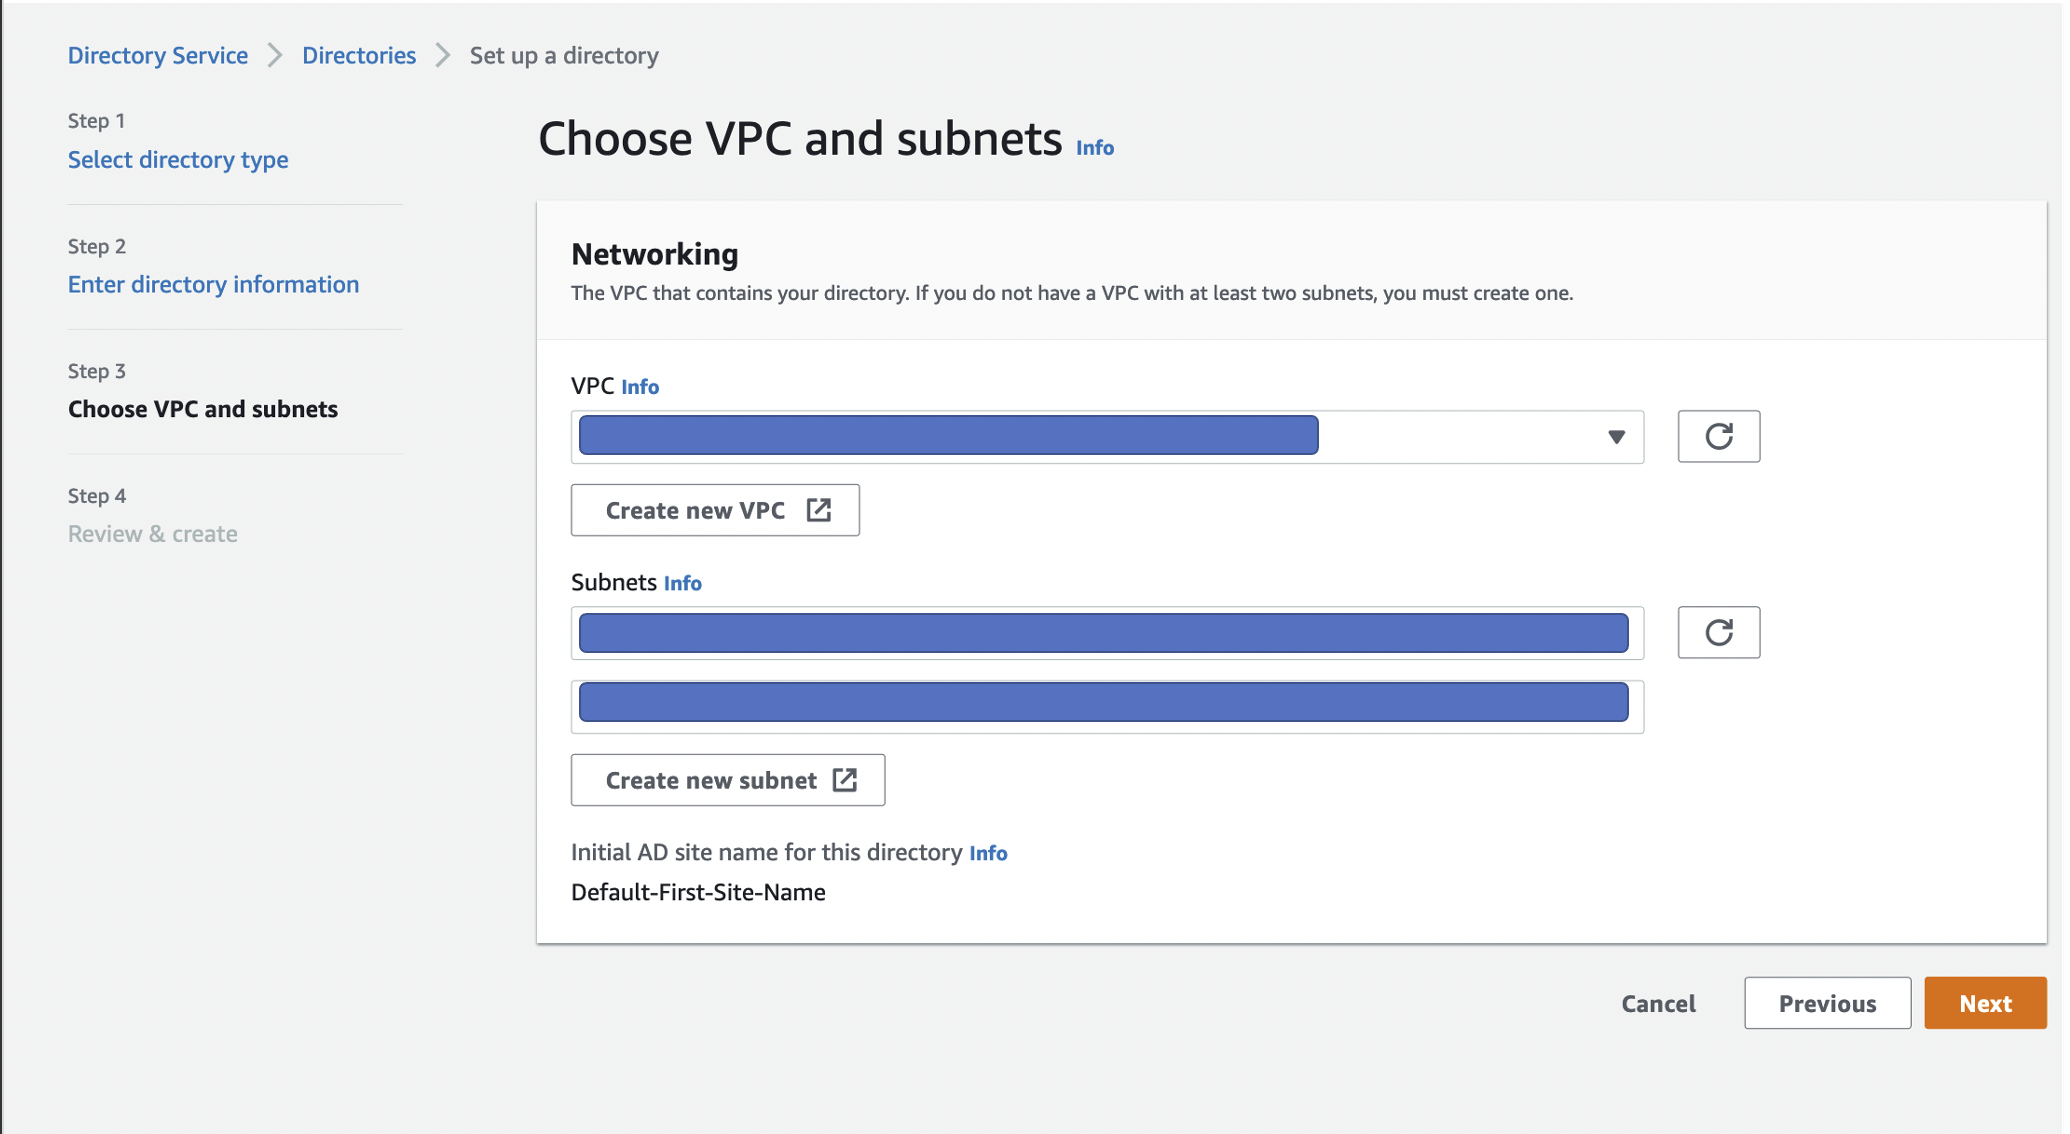 Directory Service > Directories > Set up a directory
Step 1
Select directory type
Step 2
Enter directory information
Step 3
Choose VPC and subnets
Step 4
Review & create
Choose VPC and subnets Info
Networking
The VPC that contains your directory. If you do not have a VPC with at least two subnets, you must create one.
VPC Info
Create new VPC
Subnets Info
Create new subnet
Initial AD site name for this directory Info
Default-First-Site-Name
Cancel Previous Next